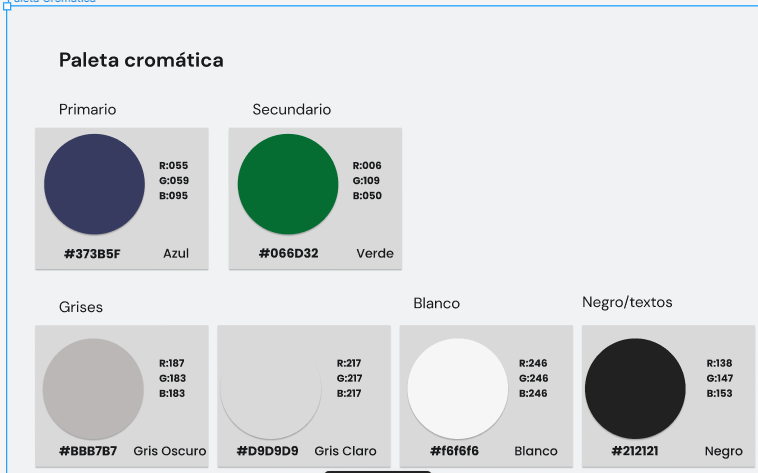 Paleta Cromática
Paleta cromática
Primario
Secundario
R:055
G:059
B:095
#373B5F
Azul
R:006
G:109
B:050
#066D32
Verde
Grises
Blanco
Negro/textos
R:187
G:183
B:183
#BBB7B7
Gris Oscuro
R:217
G:217
B:217
#D9D9D9
Gris Claro
R:246
G:246
B:246
#f6f6f6
Blanco
R:138
G:147
B:153
#212121
Negro